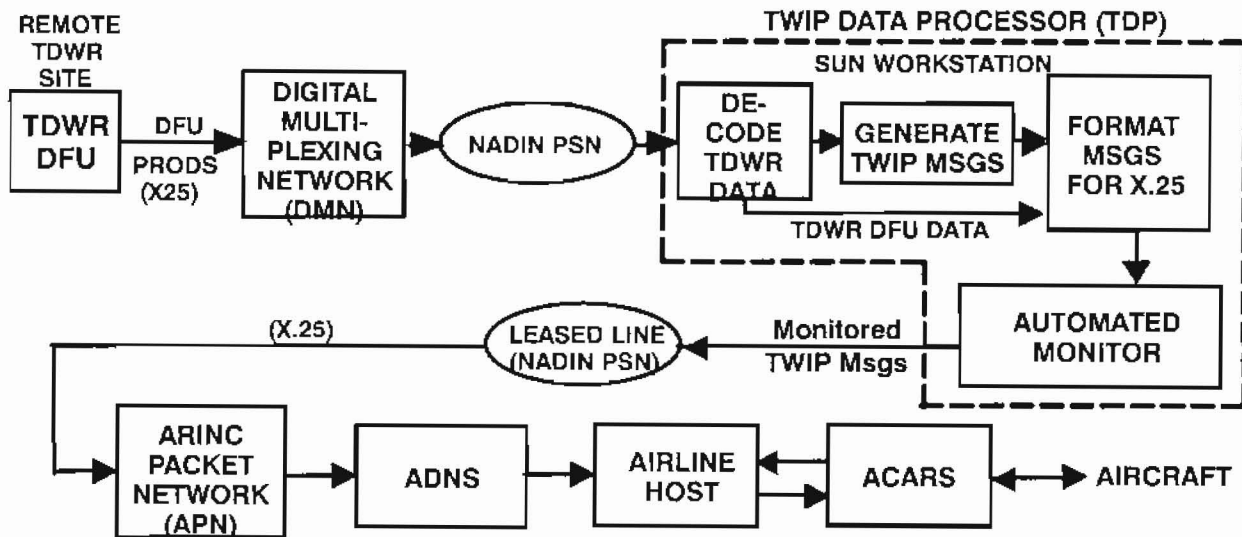 TWIP DATA PROCESSOR (TDP)
REMOTE
TDWR
SITE
SUN WORKSTATION
TDWR
DFU
DFU
PRODS
(X25)
DIGITAL
MULTI-
PLEXING
NETWORK
(DMN)
NADIN PSN
DE-
CODE
TDWR
DATA
GENERATE
TWIP MSGS
FORMAT
MSGS
FOR X.25
TDWR DFU DATA
AUTOMATED
MONITOR
Monitored
TWIP Msgs
LEASED LINE
(NADIN PSN)
(X.25)
ARINC
PACKET
NETWORK
(APN)
ADNS
AIRLINE
HOST
ACARS
AIRCRAFT